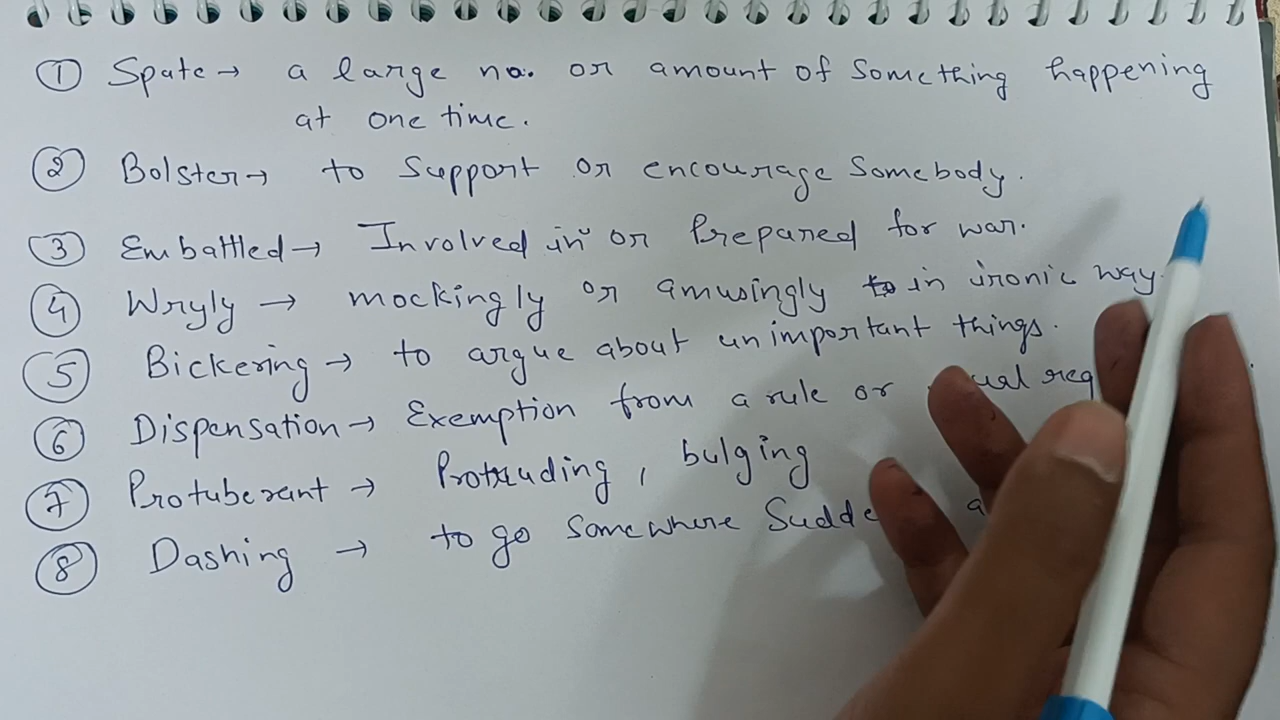 ① Spate → a large no. or amount of something happening
at one time.
② Bolster → to support or encourage Somebody.
③ Embattled → Involved in or Prepared for war.
④ Wryly → mockingly or amusingly in ironic way.
⑤ Bickering → to argue about unimportant things.
⑥ Dispensation → Exemption from a rule or
⑦ Protuberant → Protruding, bulging
⑧ Dashing → to go somewhere